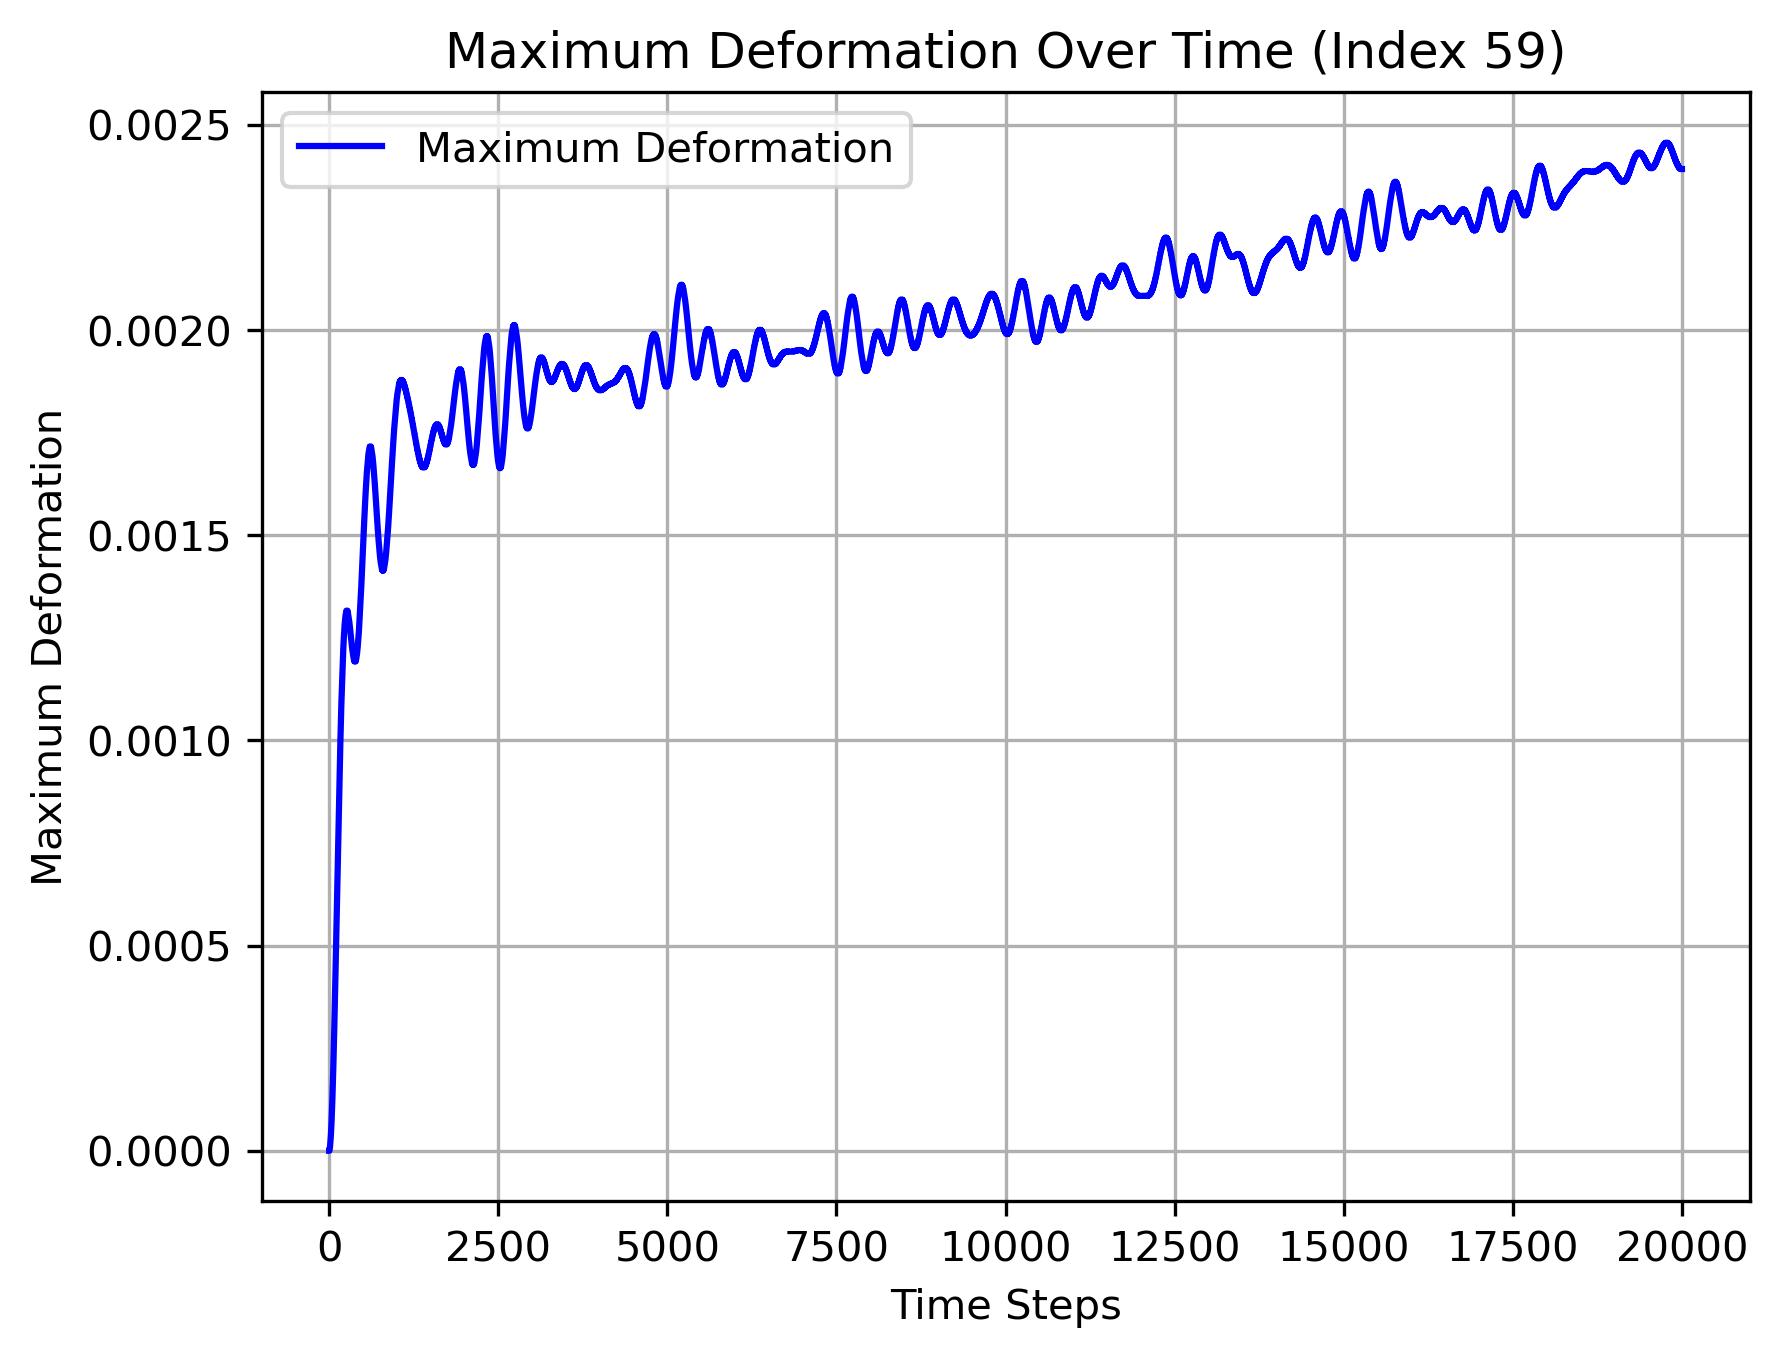 Maximum Deformation Over Time (Index 59)
Maximum Deformation
Maximum Deformation
0.0025
0.0020
0.0015
0.0010
0.0005
0.0000
0 2500 5000 7500 10000 12500 15000 17500 20000
Time Steps